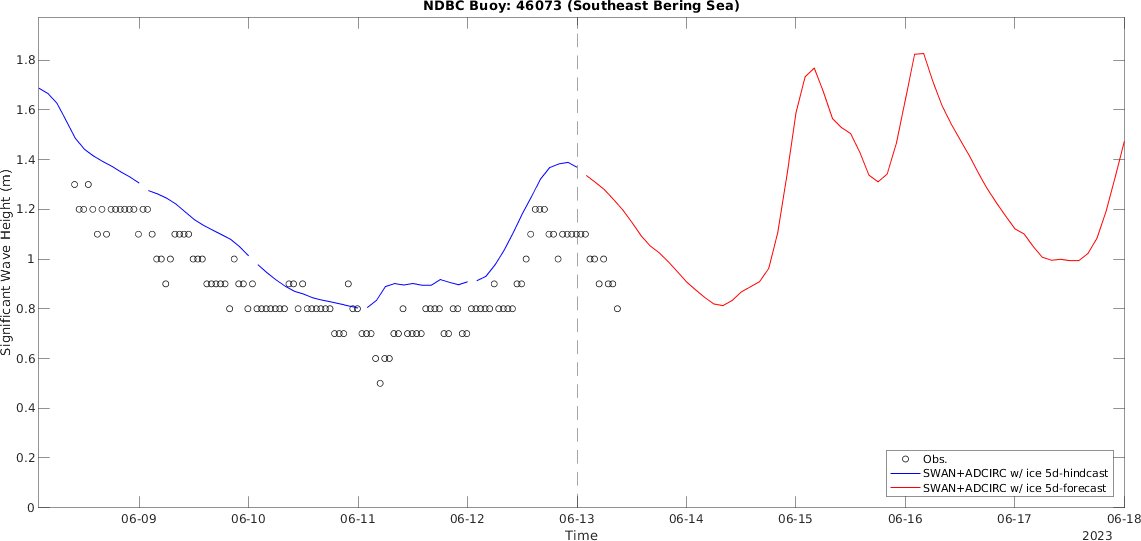 NDBC Buoy: 46073 (Southeast Bering Sea)
1.8
1.6
1.4
1.2
1
0.8
0.6
0.4
0.2
0
Significant Wave Height (m)
Obs.
SWAN+ADCIRC w/ ice 5d-hindcast
SWAN+ADCIRC w/ ice 5d-forecast
06-09 06-10 06-11 06-12 06-13 06-14 06-15 06-16 06-17 06-18
Time
2023